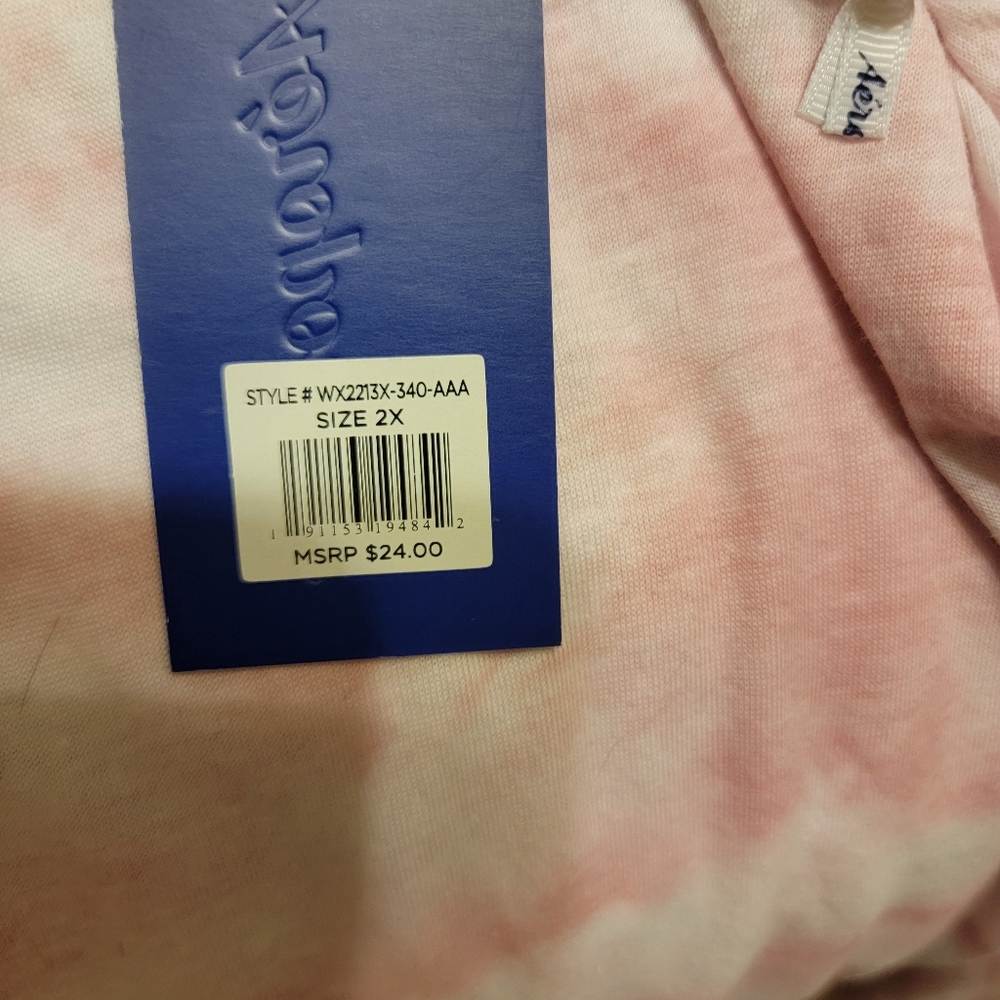 STYLE # WX2213X-340-AAA
SIZE 2X
1 91153 19484 2
MSRP $24.00